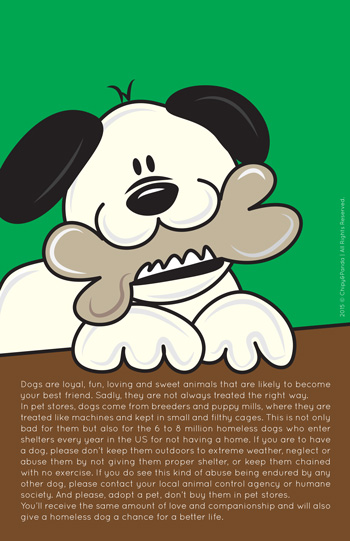 2015 © Chipy&Panda | All Rights Reserved.
Dogs are loyal, fun, loving and sweet animals that are likely to become
your best friend. Sadly, they are not always treated the right way.
In pet stores, dogs come from breeders and puppy mills, where they are
treated like machines and kept in small and filthy cages. This is not only
bad for them but also for the 6 to 8 million homeless dogs who enter
shelters every year in the US for not having a home. If you are to have
a dog, please don't keep them outdoors to extreme weather, neglect or
abuse them by not giving them proper shelter, or keep them chained
with no exercise. If you do see this kind of abuse being endured by any
other dog, please contact your local animal control agency or humane
society. And please, adopt a pet, don't buy them in pet stores.
You'll receive the same amount of love and companionship and will also
give a homeless dog a chance for a better life.